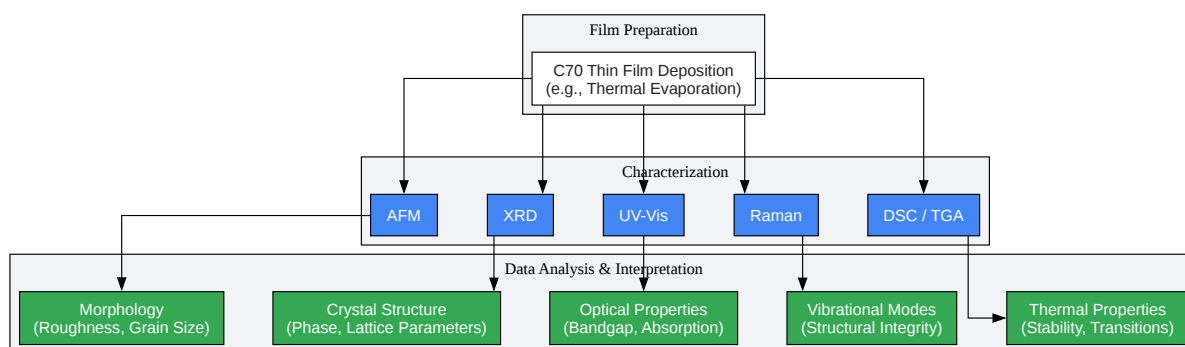 Film Preparation
C70 Thin Film Deposition
(e.g., Thermal Evaporation)
Characterization
AFM
XRD
UV-Vis
Raman
DSC / TGA
Data Analysis & Interpretation
Morphology
(Roughness, Grain Size)
Crystal Structure
(Phase, Lattice Parameters)
Optical Properties
(Bandgap, Absorption)
Vibrational Modes
(Structural Integrity)
Thermal Properties
(Stability, Transitions)